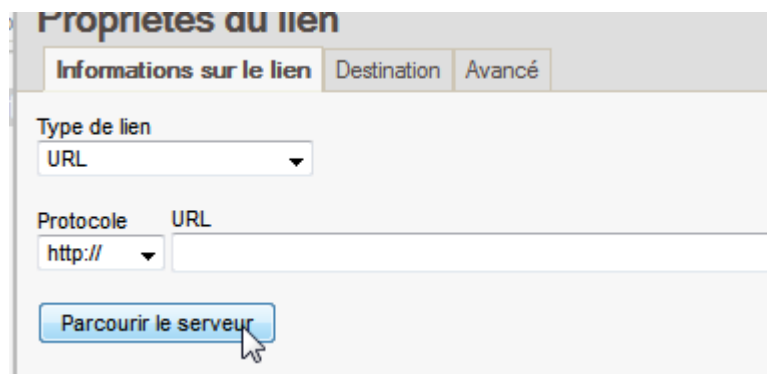 Propriétés du lien
Informations sur le lien Destination Avancé
Type de lien
URL
Protocole URL
http://
Parcourir le serveur